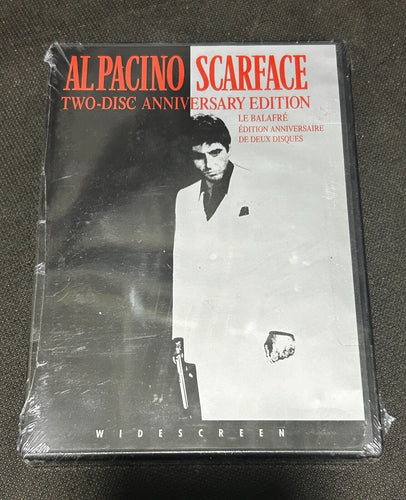 AL PACINO SCARFACE
TWO-DISC ANNIVERSARY EDITION
LE BALAFRÉ
ÉDITION ANNIVERSAIRE
DE DEUX DISQUES
WIDESCREEN